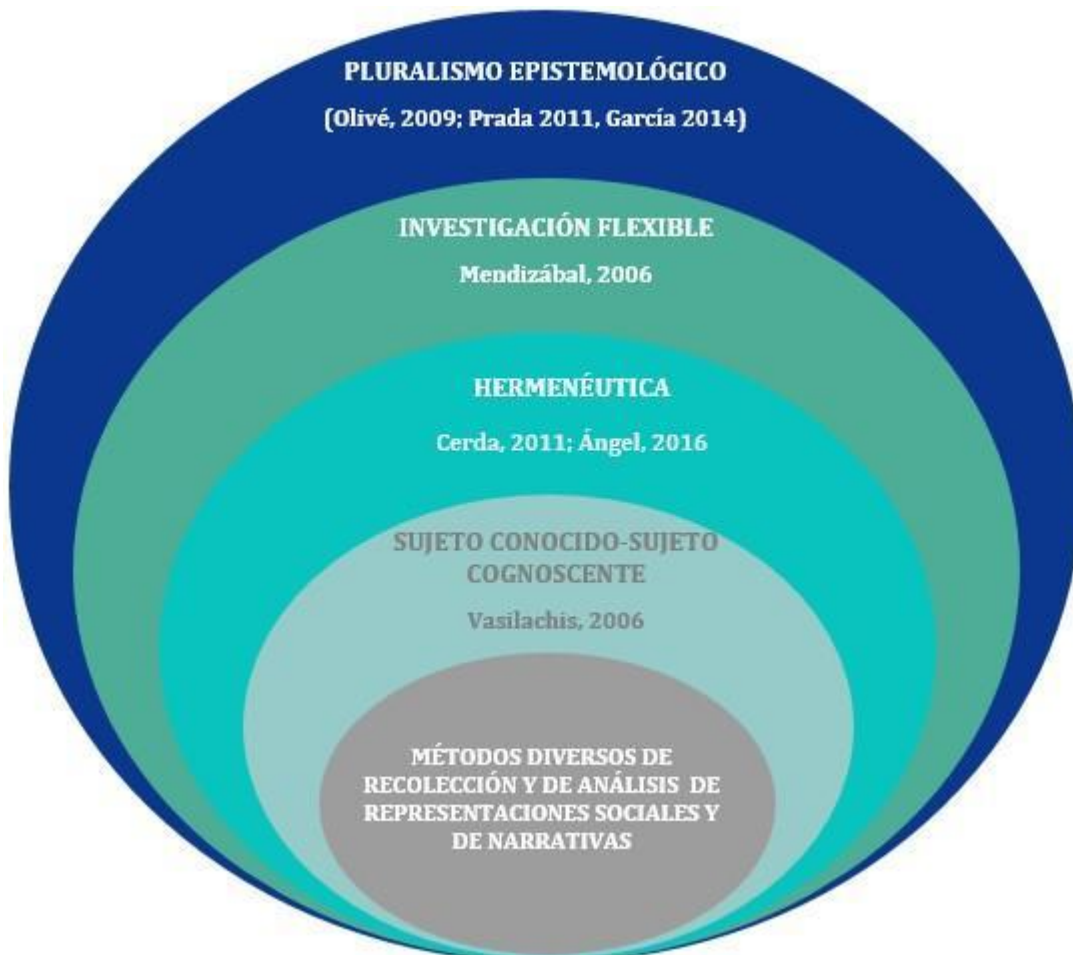 PLURALISMO EPISTEMOLÓGICO
(Olivé, 2009; Prada 2011, García 2014)
INVESTIGACIÓN FLEXIBLE
Mendizábal, 2006
HERMENÉUTICA
Cerda, 2011; Ángel, 2016
SUJETO CONOCIDO-SUJETO
COGNOSCENTE
Vasilachis, 2006
MÉTODOS DIVERSOS DE
RECOLECCIÓN Y DE ANÁLISIS DE
REPRESENTACIONES SOCIALES Y
DE NARRATIVAS